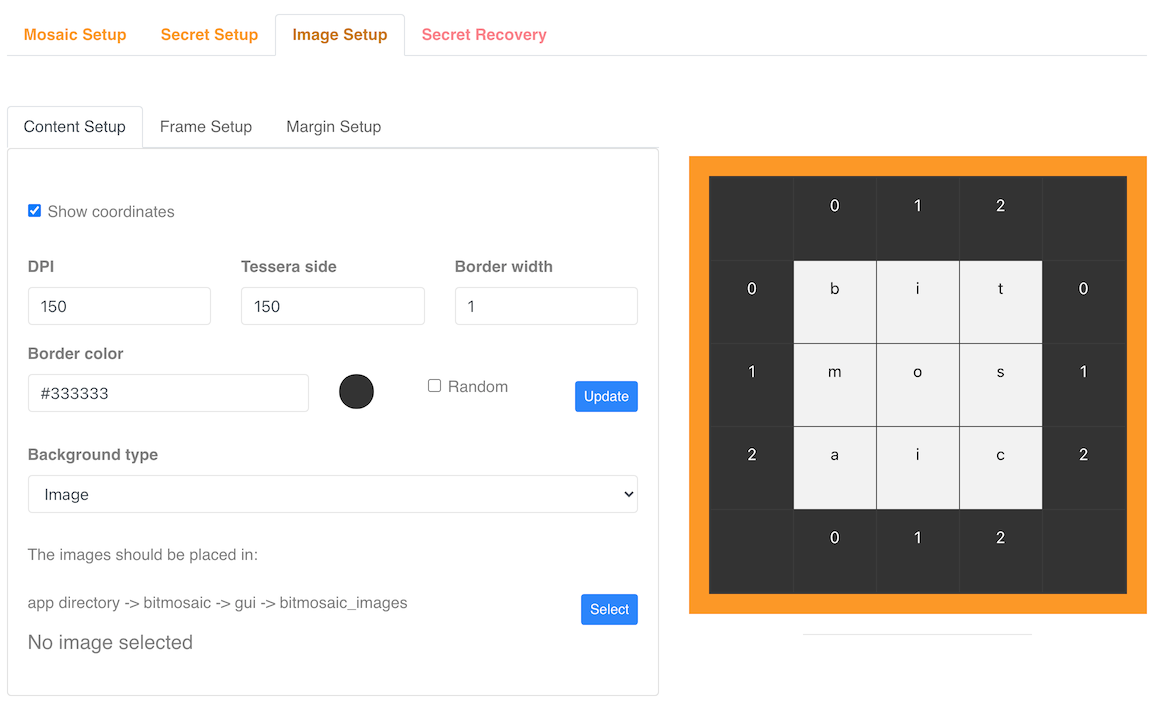 Mosaic Setup Secret Setup Image Setup Secret Recovery
Content Setup Frame Setup Margin Setup
Show coordinates
DPI Tessera side Border width
150 150 1
Border color
#333333 Random Update
Background type
Image
The images should be placed in:
app directory -> bitmosaic -> gui -> bitmosaic_images Select
No image selected
0 1 2
0 b i t 0
1 m o s 1
2 a i c 2
0 1 2